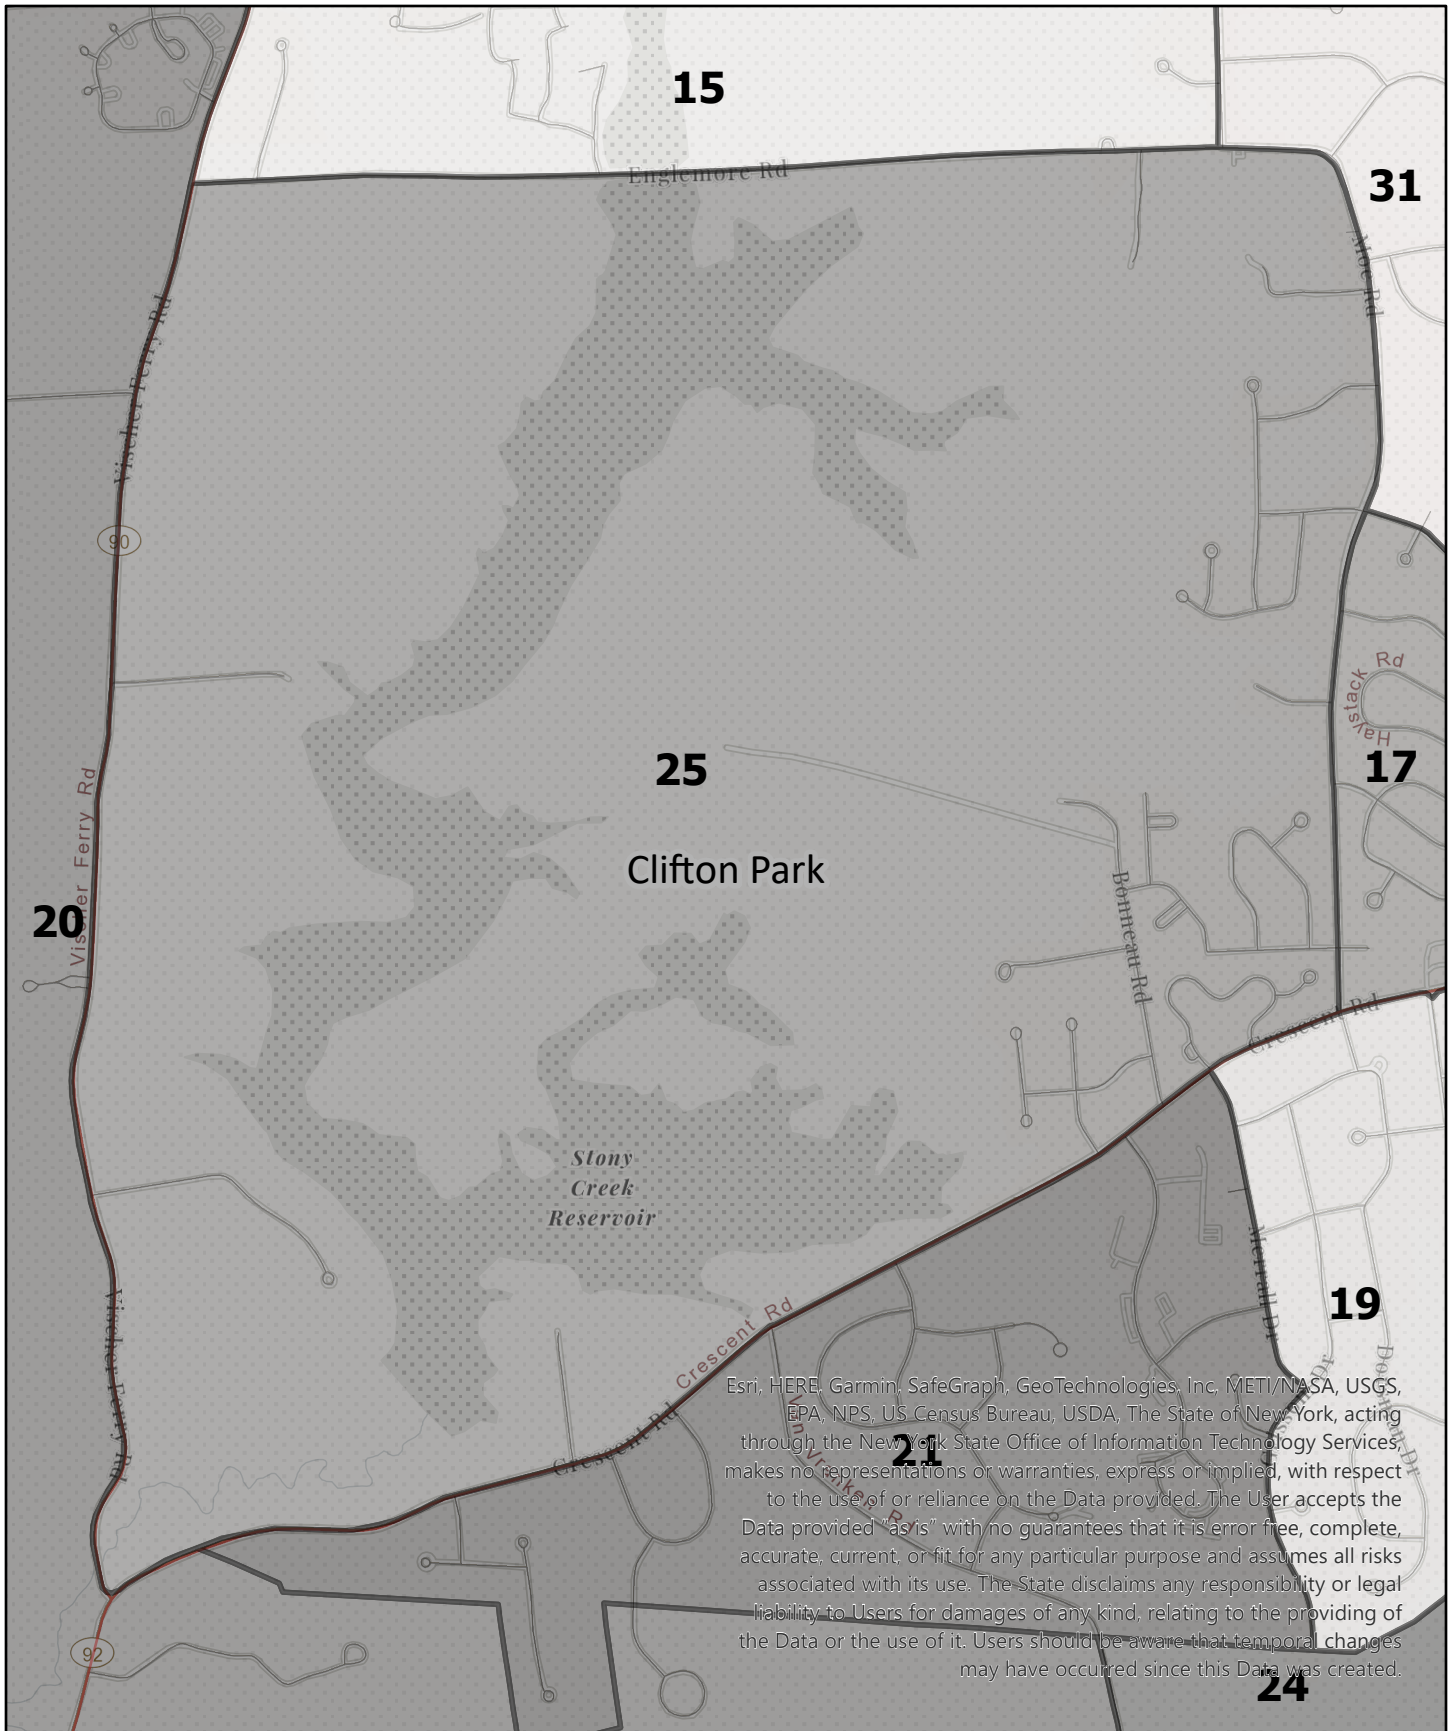 15
Englemore Rd
31
Moe Rd
Vischer Ferry Rd
90
Haystack Rd
25
17
Vischer Ferry Rd
Clifton Park
20
Bonneau Rd
Crescent Rd
Stony
Creek
Reservoir
Merrall Dr
Vischer Ferry Rd
19
Crescent Rd
Dr
Crescent Rd
Van Vranken Rd
21
Esri, HERE, Garmin, SafeGraph, GeoTechnologies, Inc, METI/NASA, USGS,
EPA, NPS, US Census Bureau, USDA, The State of New York, acting
through the New York State Office of Information Technology Services,
makes no representations or warranties, express or implied, with respect
to the use of or reliance on the Data provided. The User accepts the
Data provided "as is" with no guarantees that it is error free, complete,
accurate, current, or fit for any particular purpose and assumes all risks
associated with its use. The State disclaims any responsibility or legal
liability to Users for damages of any kind, relating to the providing of
the Data or the use of it. Users should be aware that temporal changes
may have occurred since this Data was created.
92
24